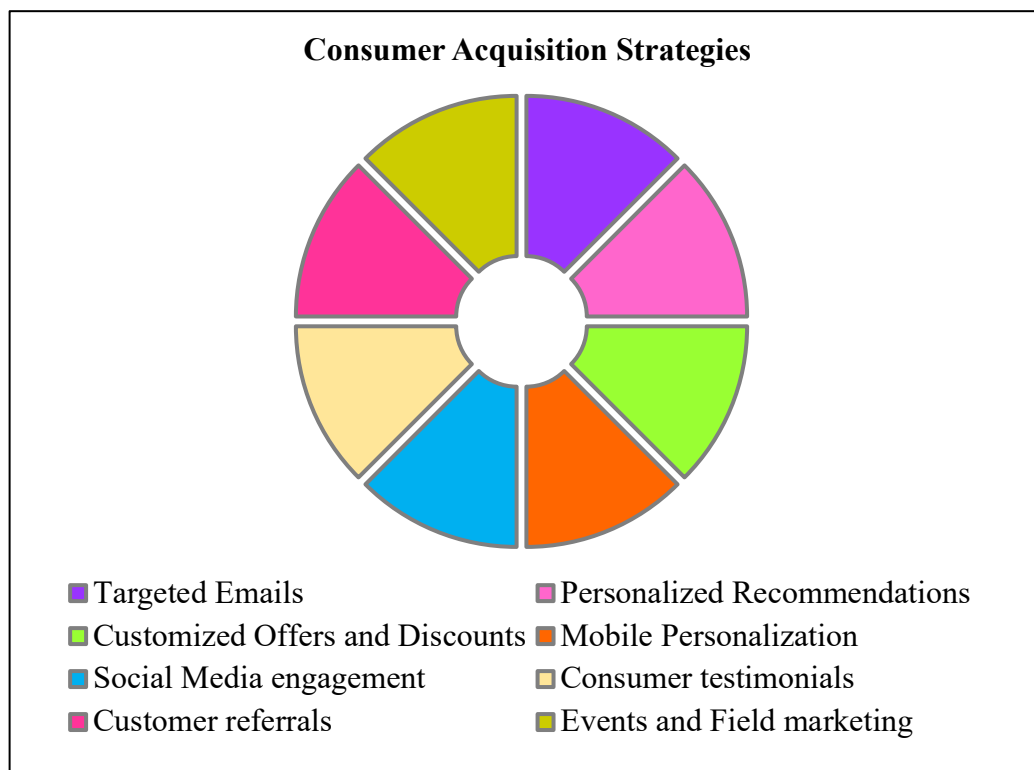 Consumer Acquisition Strategies
Targeted Emails
Personalized Recommendations
Customized Offers and Discounts
Mobile Personalization
Social Media engagement
Consumer testimonials
Customer referrals
Events and Field marketing